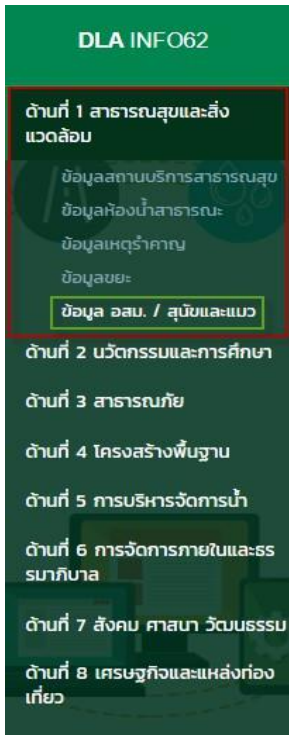 DLA INFO62
ด้านที่ 1 สาธารณสุขและสิ่ง
แวดล้อม
ข้อมูลสถานบริการสาธารณสุข
ข้อมูลห้องน้ำสาธารณะ
ข้อมูลเหตุรำคาญ
ข้อมูลขยะ
ข้อมูล อสม. / สุนัขและแมว
ด้านที่ 2 นวัตกรรมและการศึกษา
ด้านที่ 3 สาธารณภัย
ด้านที่ 4 โครงสร้างพื้นฐาน
ด้านที่ 5 การบริหารจัดการน้ำ
ด้านที่ 6 การจัดการภายในและธร
รมาภิบาล
ด้านที่ 7 สังคม ศาสนา วัฒนธรรม
ด้านที่ 8 เศรษฐกิจและแหล่งท่อง
เที่ยว